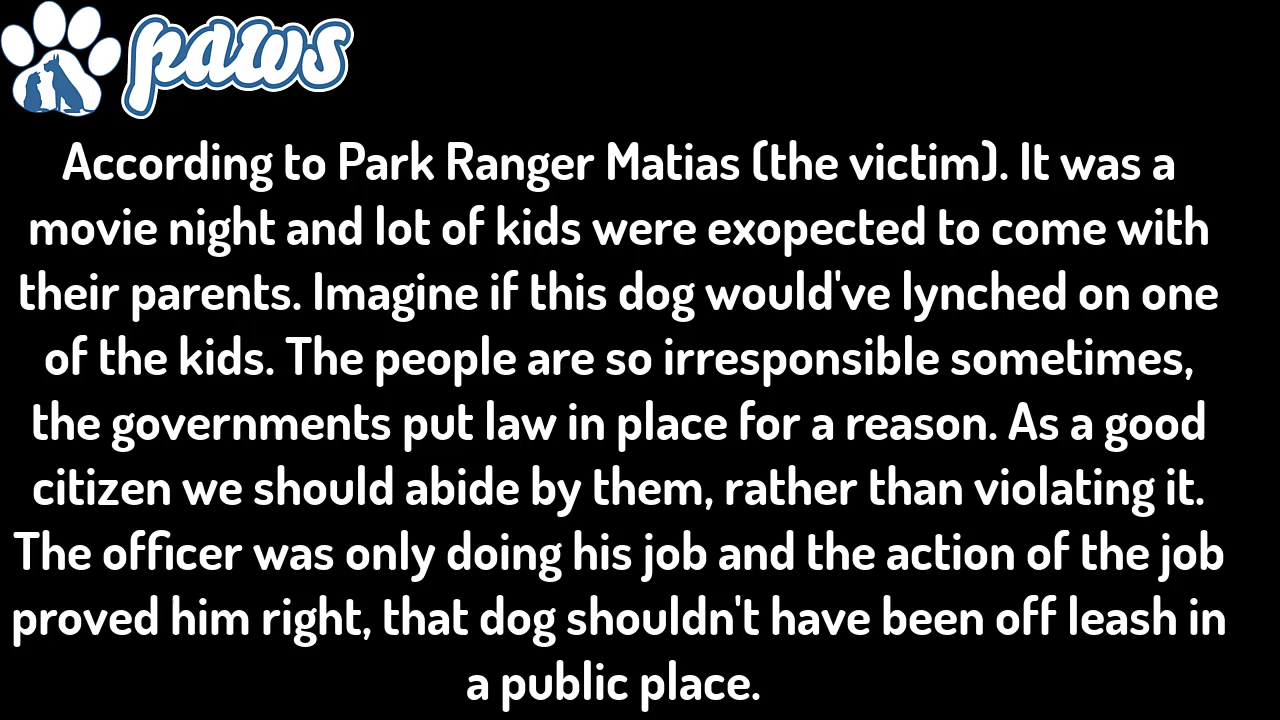 paws
According to Park Ranger Matias (the victim). It was a
movie night and lot of kids were exopected to come with
their parents. Imagine if this dog would've lynched on one
of the kids. The people are so irresponsible sometimes,
the governments put law in place for a reason. As a good
citizen we should abide by them, rather than violating it.
The officer was only doing his job and the action of the job
proved him right, that dog shouldn't have been off leash in
a public place.